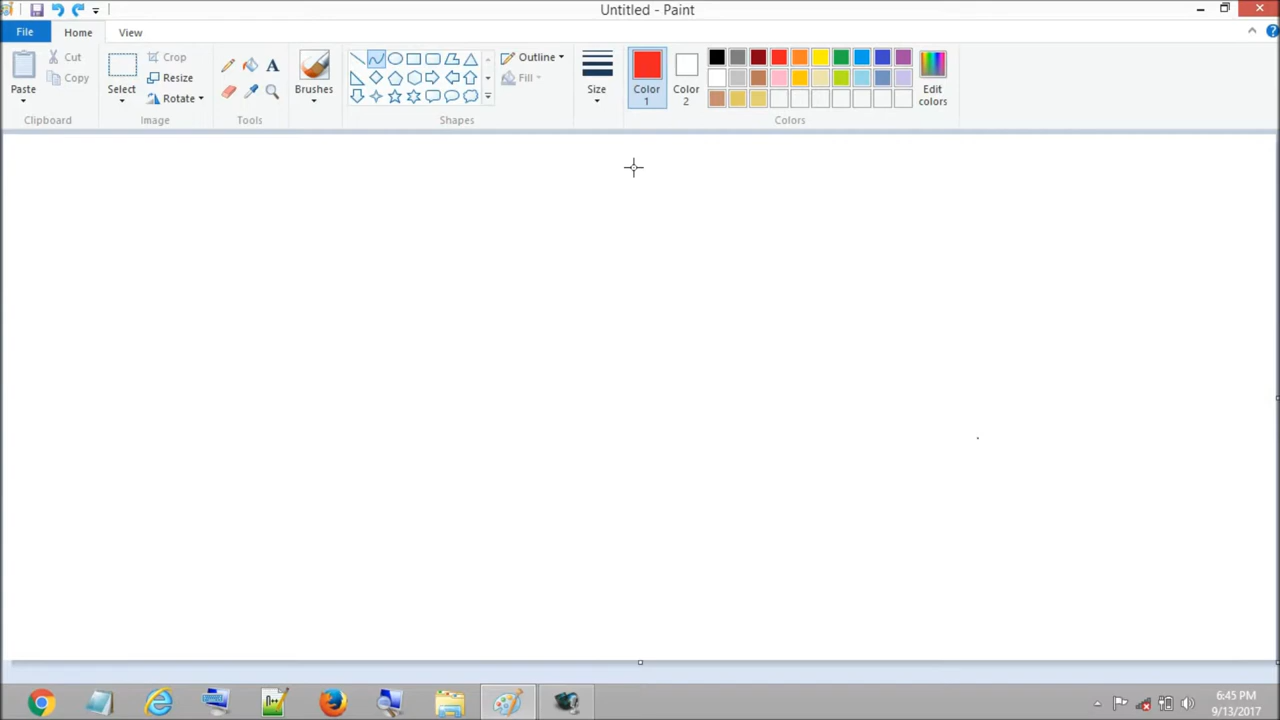 Untitled - Paint
File Home View
Paste
Cut
Copy
Clipboard
Select
Crop
Resize
Rotate
Image
A
Tools
Brushes
Outline
Fill
Shapes
Size
Color
1
Color
2
Edit
colors
Colors
6:45 PM
9/13/2017